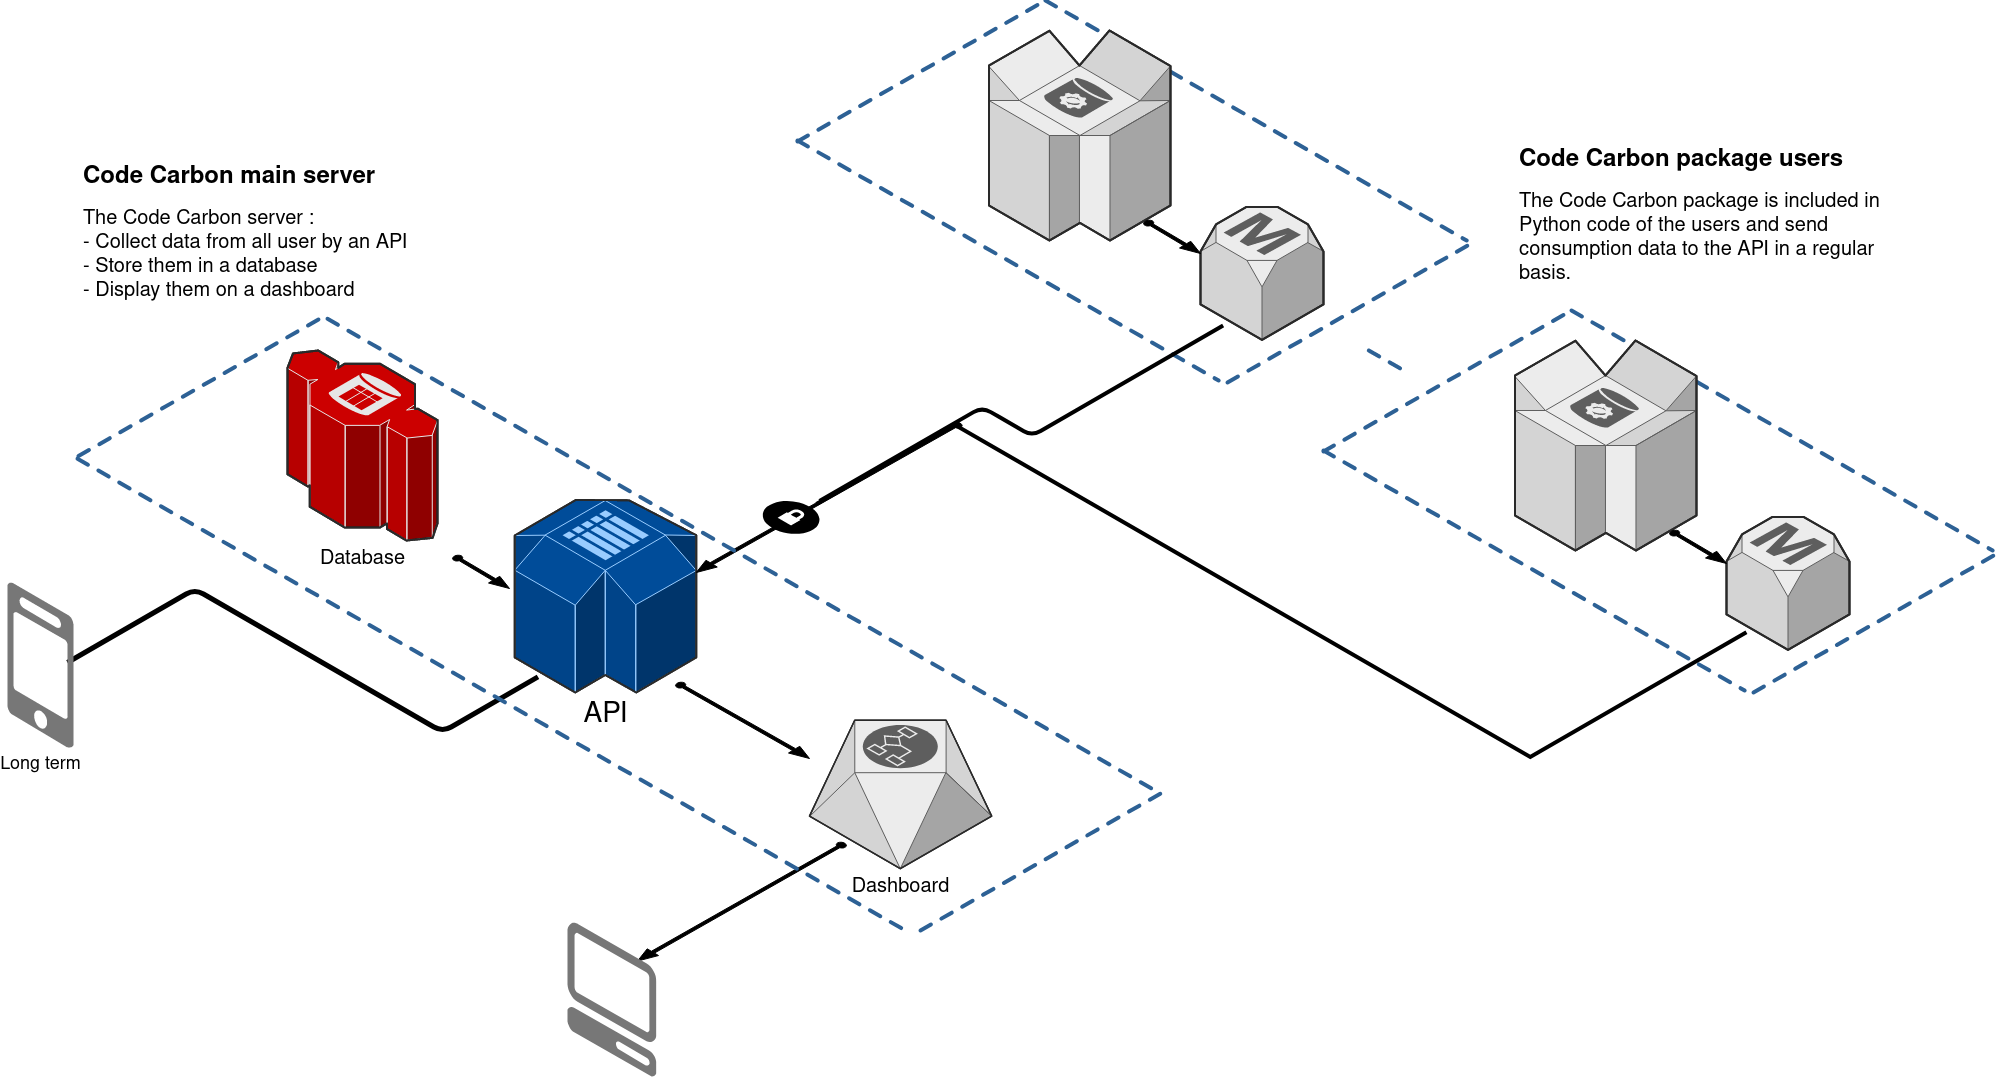 Code Carbon main server
The Code Carbon server :
- Collect data from all user by an API
- Store them in a database
- Display them on a dashboard
Code Carbon package users
The Code Carbon package is included in
Python code of the users and send
consumption data to the API in a regular
basis.
M
M
Database
API
Long term
Dashboard